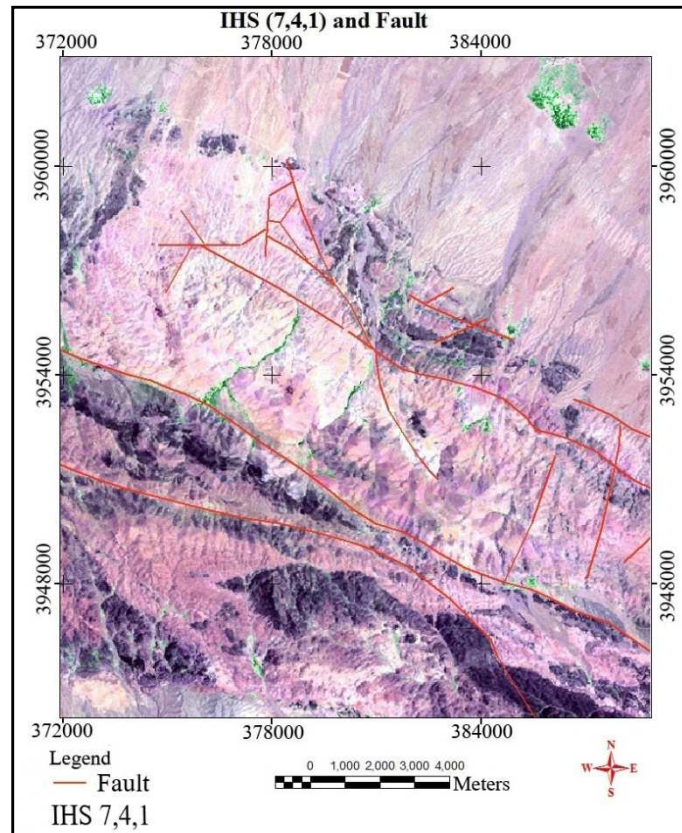 IHS (7,4,1) and Fault
372000 378000 384000
3960000 3960000
3954000 3954000
3948000 3948000
372000 378000 384000
Legend
Fault
IHS 7,4,1
0 1,000 2,000 3,000 4,000
Meters
N
W E
S